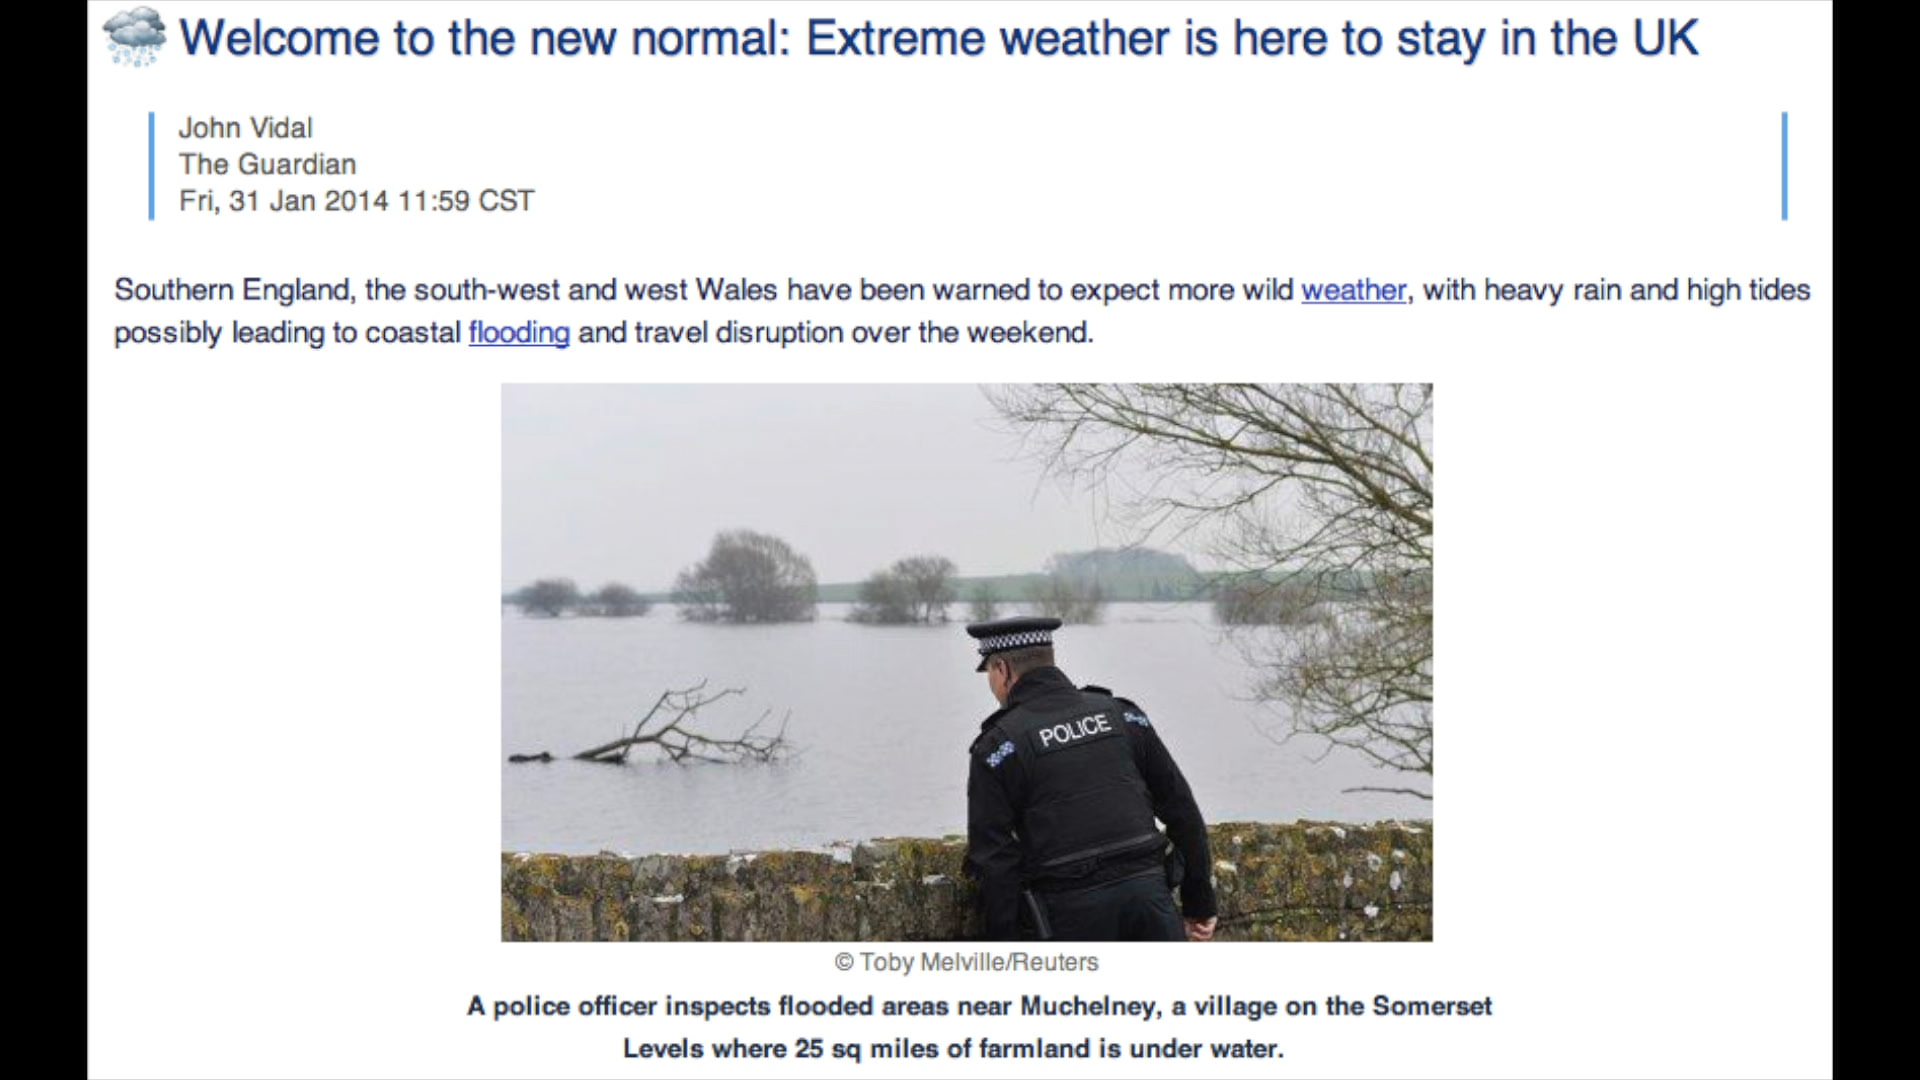 Welcome to the new normal: Extreme weather is here to stay in the UK
John Vidal
The Guardian
Fri, 31 Jan 2014 11:59 CST
Southern England, the south-west and west Wales have been warned to expect more wild weather, with heavy rain and high tides
possibly leading to coastal flooding and travel disruption over the weekend.
POLICE
© Toby Melville/Reuters
A police officer inspects flooded areas near Muchelney, a village on the Somerset
Levels where 25 sq miles of farmland is under water.